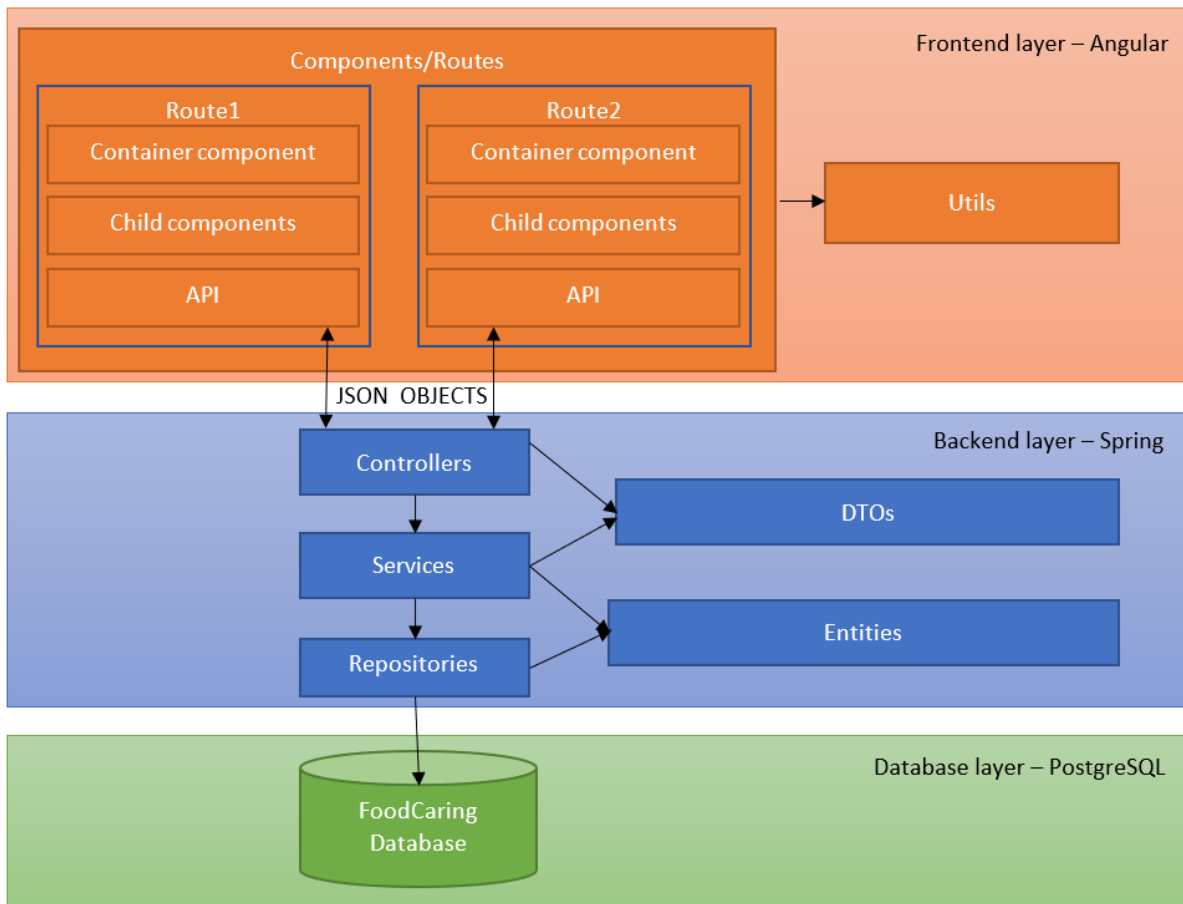 Frontend layer – Angular
Components/Routes
Route1
Container component
Child components
API
Route2
Container component
Child components
API
Utils
JSON OBJECTS
Backend layer – Spring
Controllers
DTOs
Services
Entities
Repositories
Database layer – PostgreSQL
FoodCaring
Database